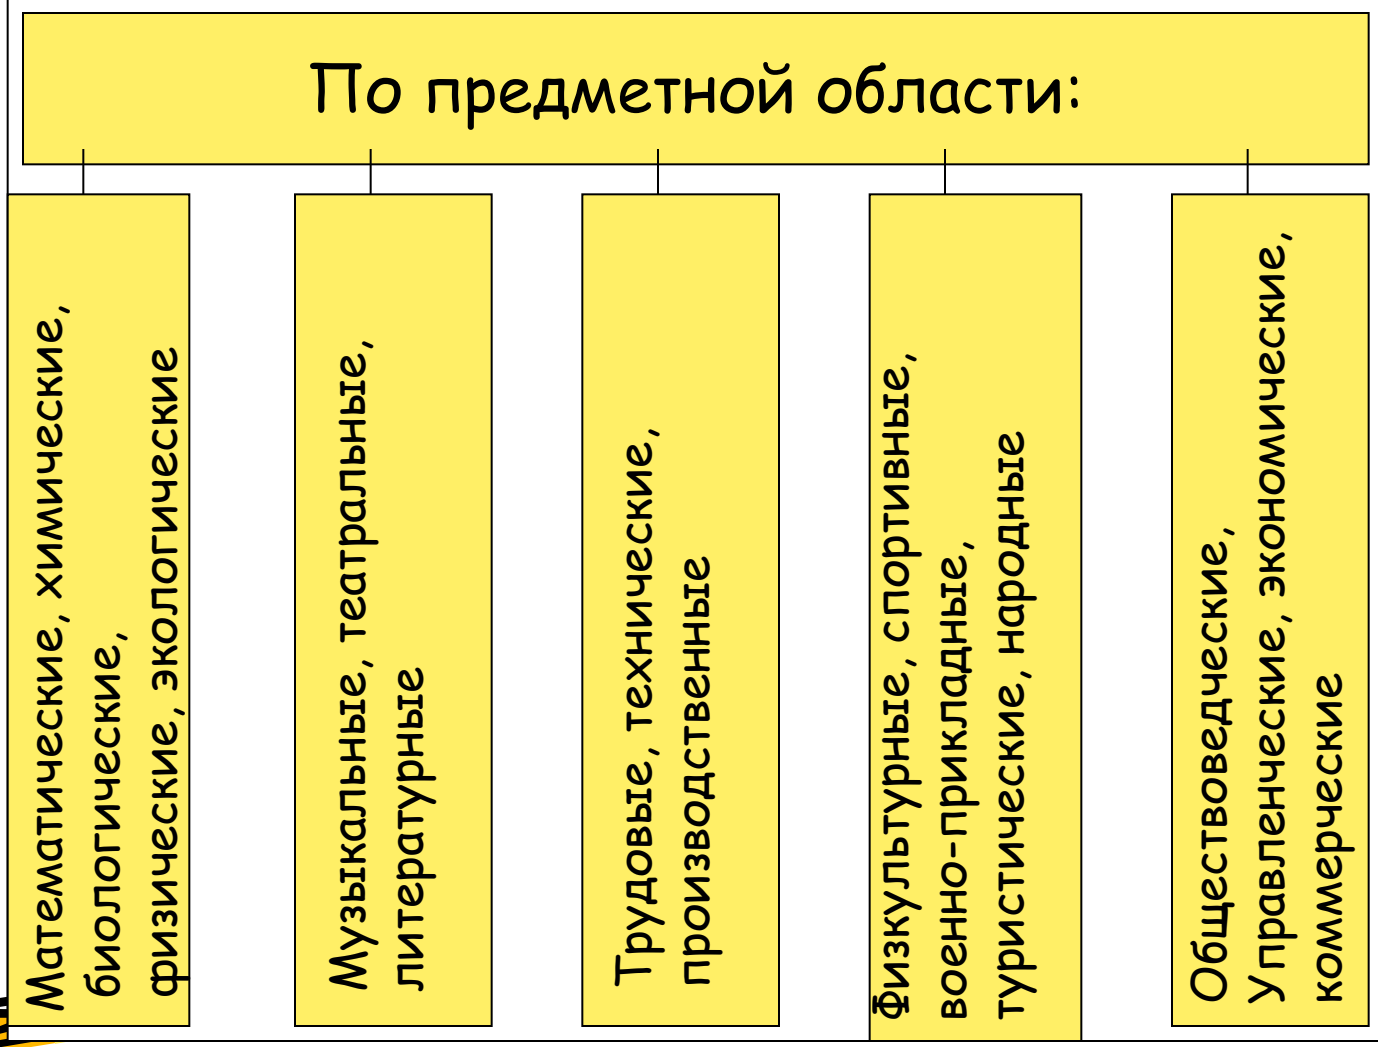 По предметной области:
Математические, химические,
биологические,
физические, экологические
Музыкальные, театральные,
литературные
Трудовые, технические,
производственные
Физкультурные, спортивные,
военно-прикладные,
туристические, народные
Обществоведческие,
Управленческие, экономические,
коммерческие